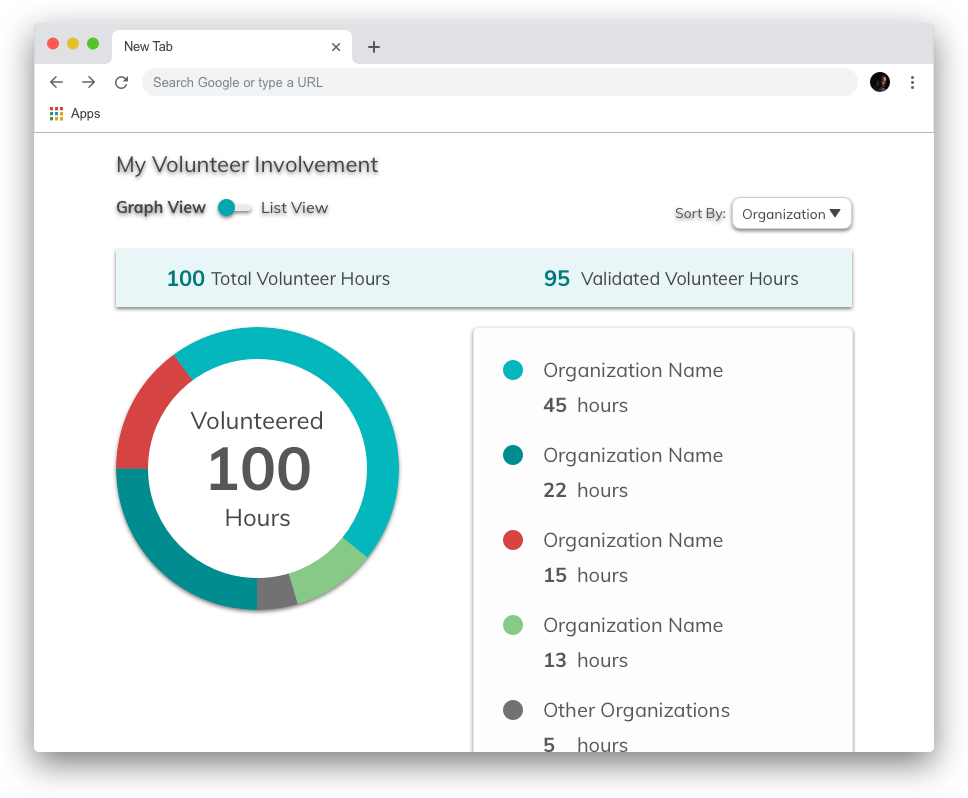 New Tab
Search Google or type a URL
Apps
My Volunteer Involvement
Graph View List View
Sort By: Organization
100 Total Volunteer Hours 95 Validated Volunteer Hours
Volunteered
100
Hours
Organization Name
45 hours
Organization Name
22 hours
Organization Name
15 hours
Organization Name
13 hours
Other Organizations
5 hours